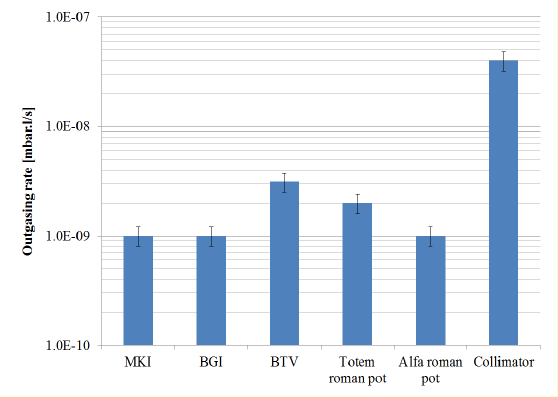 1.0E-07
1.0E-08
1.0E-09
1.0E-10
Outgasing rate [mbar.l/s]
MKI
BGI
BTV
Totem
roman pot
Alfa roman
pot
Collimator